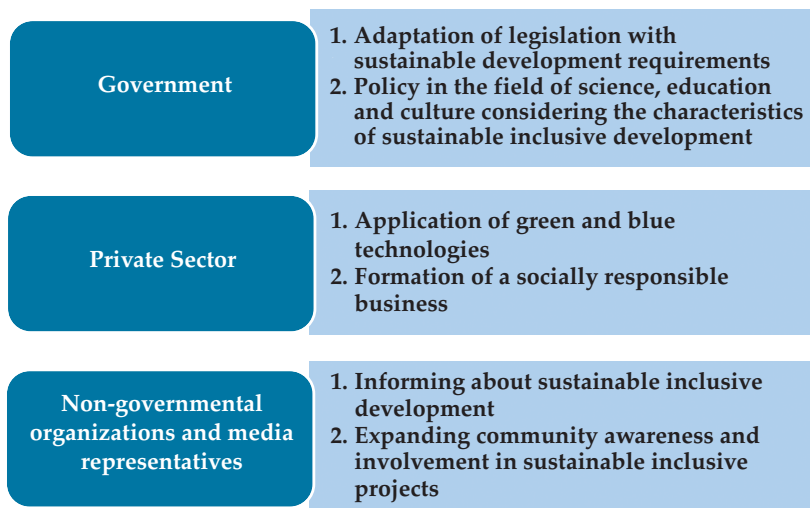 Government
1. Adaptation of legislation with
sustainable development requirements
2. Policy in the field of science, education
and culture considering the characteristics
of sustainable inclusive development
Private Sector
1. Application of green and blue
technologies
2. Formation of a socially responsible
business
Non-governmental
organizations and media
representatives
1. Informing about sustainable inclusive
development
2. Expanding community awareness and
involvement in sustainable inclusive
projects